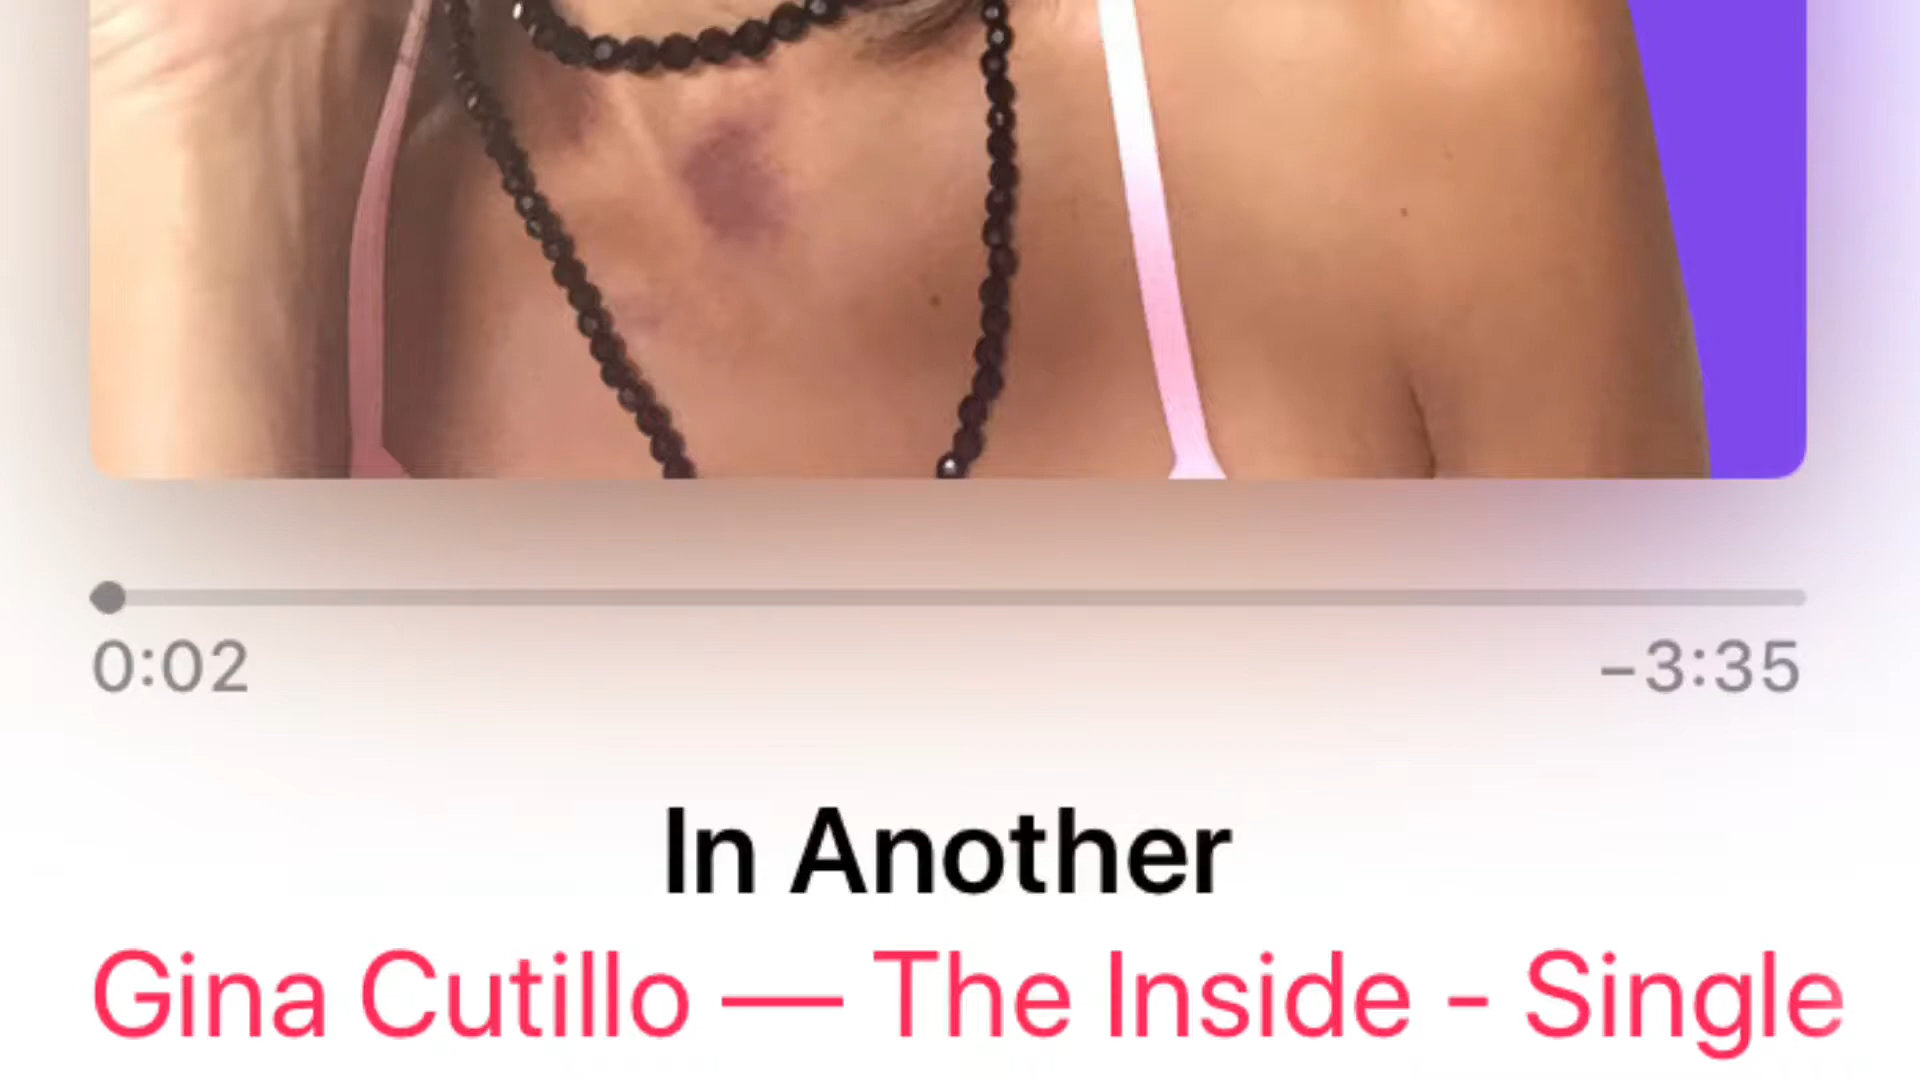 0:02 −3:35
In Another
Gina Cutillo — The Inside - Single